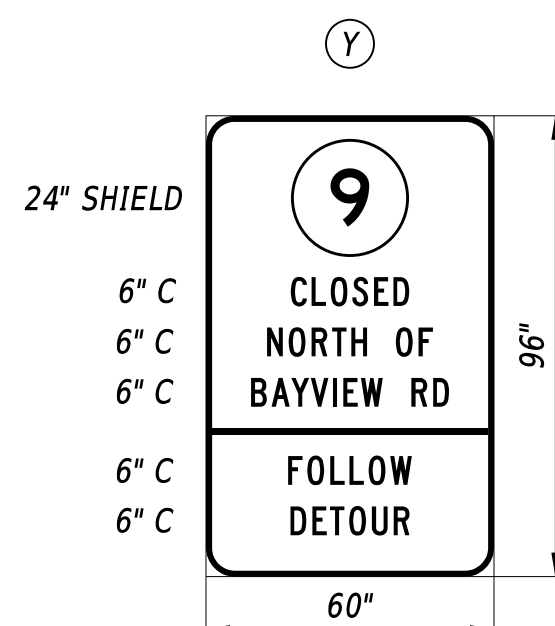 Y
24" SHIELD
9
6" C CLOSED
6" C NORTH OF
6" C BAYVIEW RD
6" C FOLLOW
6" C DETOUR
96"
60"